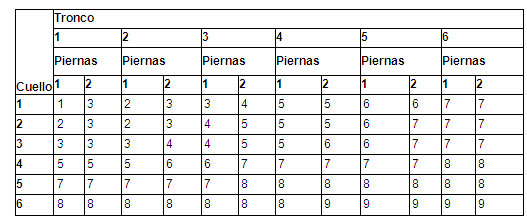 Tronco
1 2 3 4 5 6
Piernas Piernas Piernas Piernas Piernas Piernas
Cuello 1 2 1 2 1 2 1 2 1 2 1 2
1 1 3 2 3 3 4 5 5 6 6 7 7
2 2 3 2 3 4 5 5 5 6 7 7 7
3 3 3 3 4 4 5 5 6 6 7 7 7
4 5 5 5 6 6 7 7 7 7 7 8 8
5 7 7 7 7 7 8 8 8 8 8 8 8
6 8 8 8 8 8 8 8 9 9 9 9 9